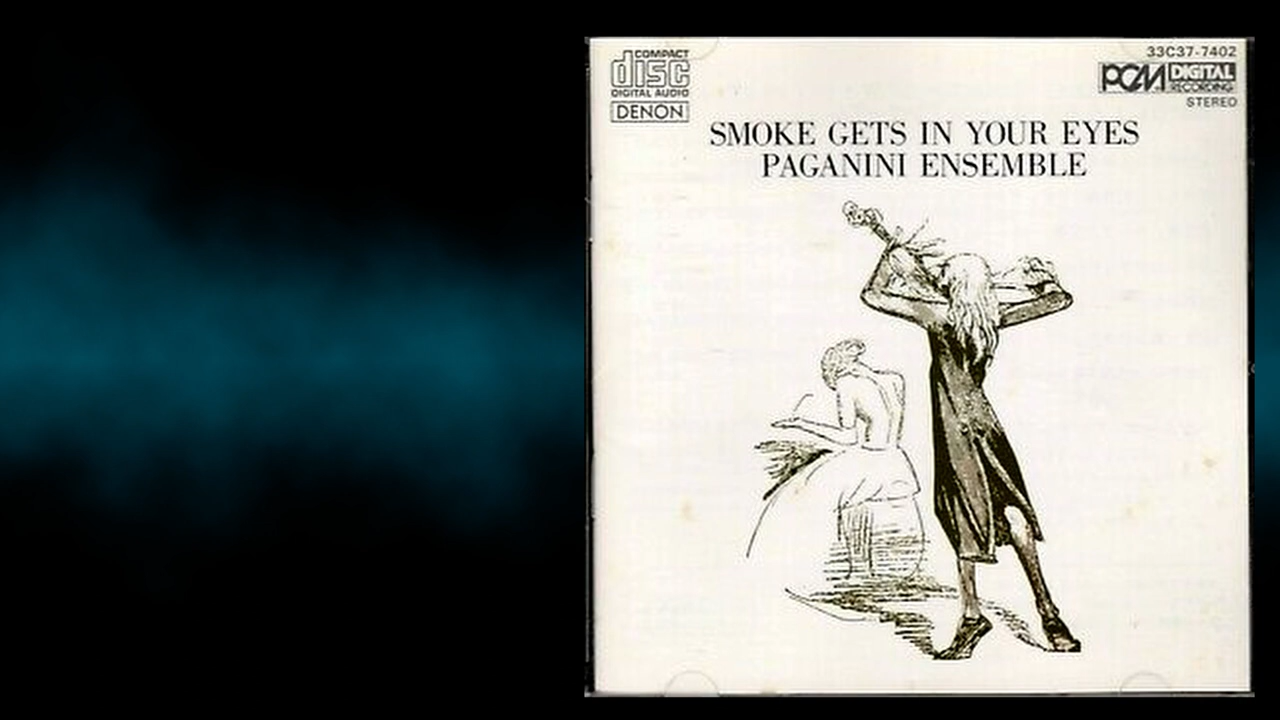 COMPACT
disc
DIGITAL AUDIO
DENON
33C37-7402
PCM DIGITAL
RECORDING
STEREO
SMOKE GETS IN YOUR EYES
PAGANINI ENSEMBLE